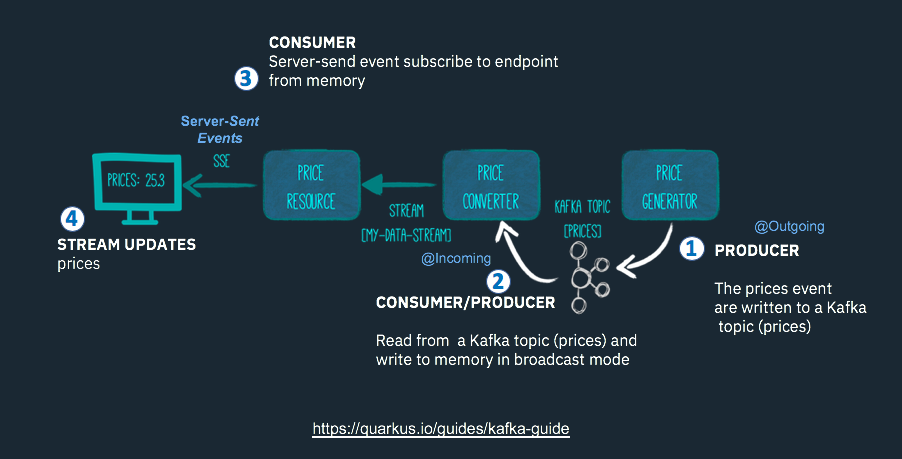 CONSUMER
Server-send event subscribe to endpoint
from memory
3
Server-Sent
Events
SSE
PRICES: 25.3
PRICE
RESOURCE
STREAM
[MY-DATA-STREAM]
PRICE
CONVERTER
KAFKA TOPIC
[PRICES]
PRICE
GENERATOR
4
STREAM UPDATES
prices
@Incoming
2
CONSUMER/PRODUCER
Read from a Kafka topic (prices) and
write to memory in broadcast mode
@Outgoing
1
PRODUCER
The prices event
are written to a Kafka
topic (prices)
https://quarkus.io/guides/kafka-guide